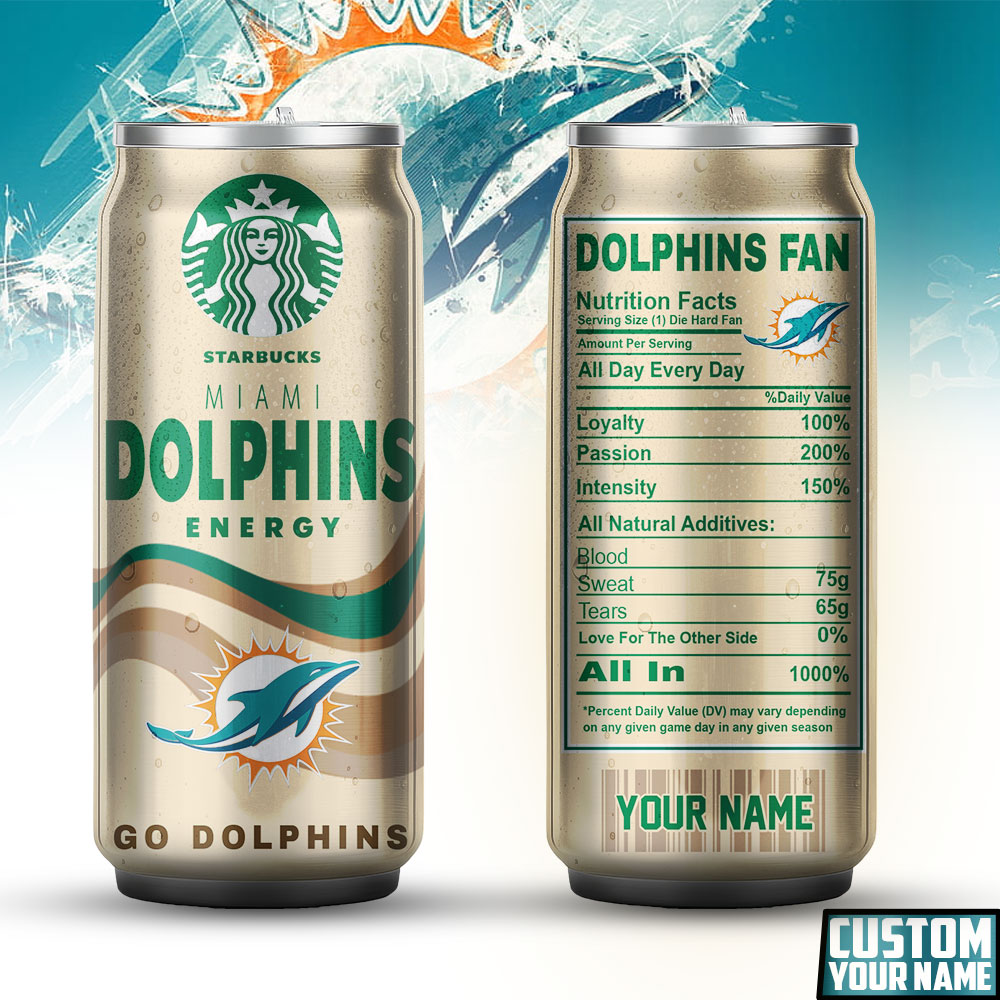 STARBUCKS
MIAMI
DOLPHINS
ENERGY
GO DOLPHINS
DOLPHINS FAN
Nutrition Facts
Serving Size (1) Die Hard Fan
Amount Per Serving
All Day Every Day
%Daily Value
Loyalty 100%
Passion 200%
Intensity 150%
All Natural Additives:
Blood
Sweat 75g
Tears 65g
Love For The Other Side 0%
All In 1000%
*Percent Daily Value (DV) may vary depending
on any given game day in any given season
YOUR NAME
CUSTOM
YOUR NAME